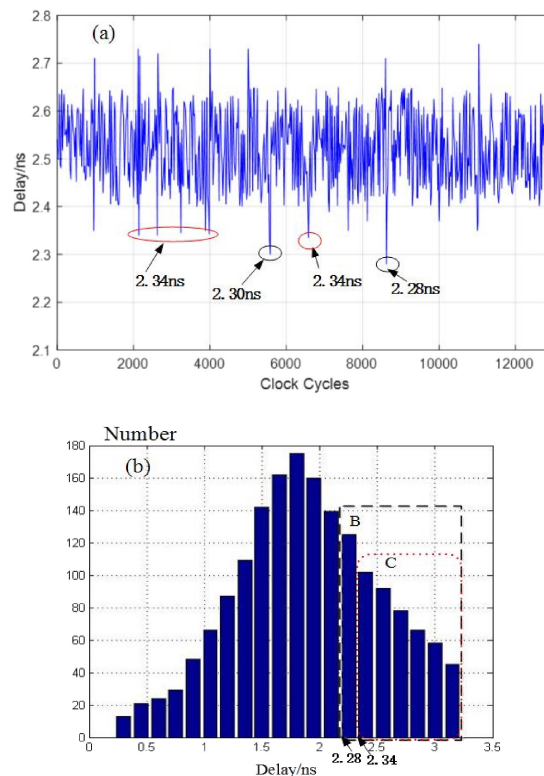 (a)
2.8
2.7
2.6
2.5
2.4
2.3
2.2
2.1
Delay/ns
2.34ns
2.30ns
2.34ns
2.28ns
0 2000 4000 6000 8000 10000 12000
Clock Cycles
Number
(b)
180
160
140
120
100
80
60
40
20
0
B
C
0 0.5 1 1.5 2 2.5 3 3.5
2.28 2.34
Delay/ns